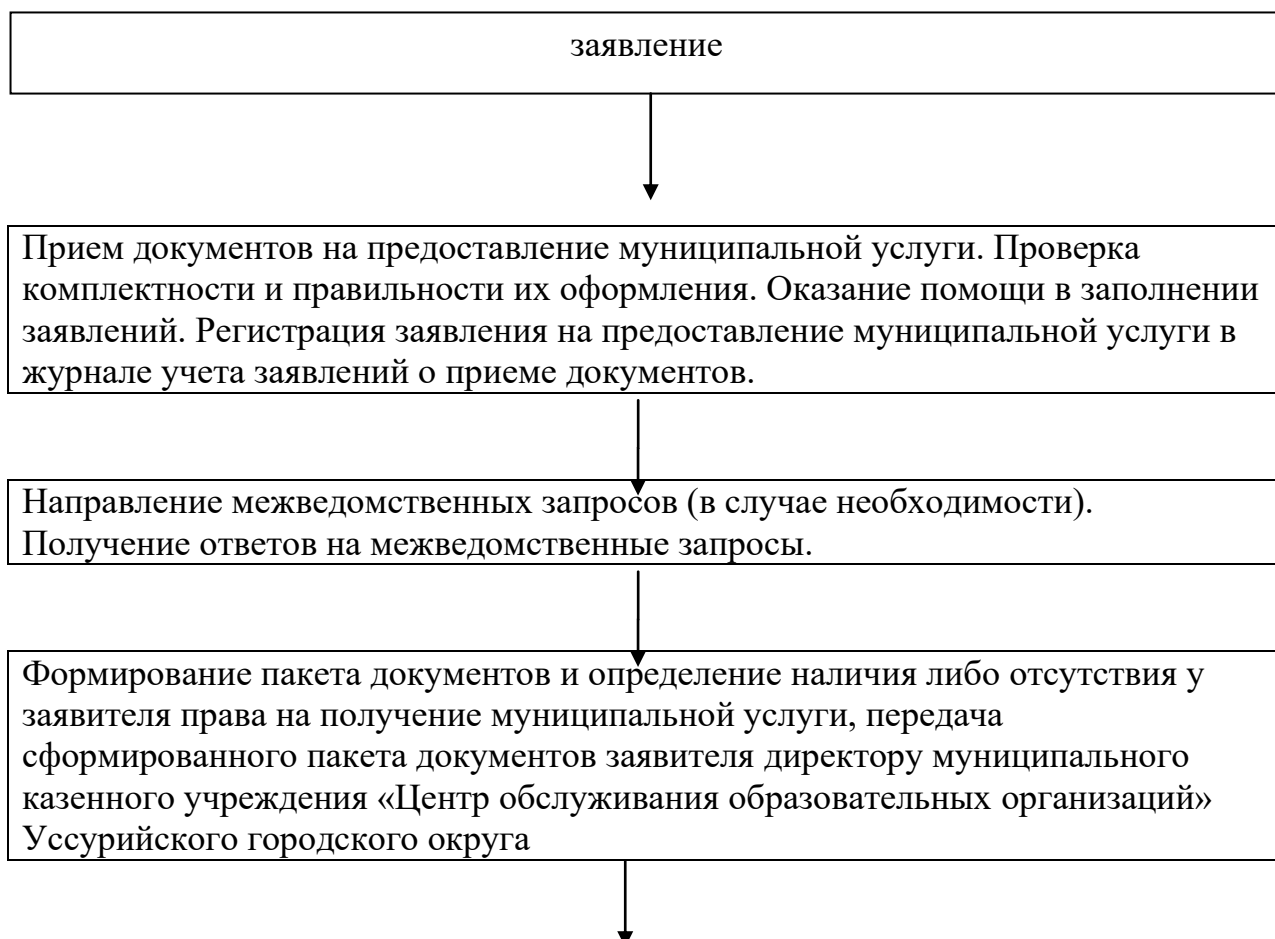 заявление
Прием документов на предоставление муниципальной услуги. Проверка
комплектности и правильности их оформления. Оказание помощи в заполнении
заявлений. Регистрация заявления на предоставление муниципальной услуги в
журнале учета заявлений о приеме документов.
Направление межведомственных запросов (в случае необходимости).
Получение ответов на межведомственные запросы.
Формирование пакета документов и определение наличия либо отсутствия у
заявителя права на получение муниципальной услуги, передача
сформированного пакета документов заявителя директору муниципального
казенного учреждения «Центр обслуживания образовательных организаций»
Уссурийского городского округа